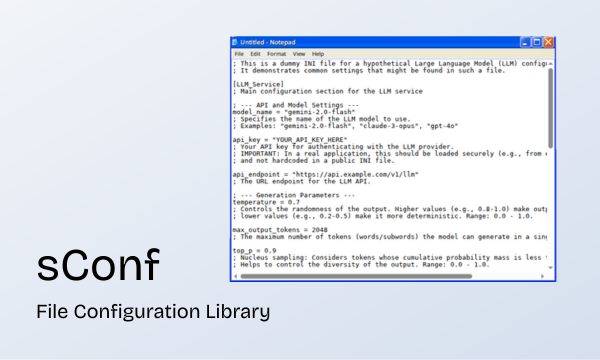 Untitled - Notepad
File Edit Format View Help
; This is a dummy INI file for a hypothetical Large Language Model (LLM)
; It demonstrates common settings that might be found in such a file.
[LLM_Service]
; Main configuration section for the LLM service
; --- API and Model Settings ---
model_name = "gemini-2.0-flash"
; Specifies the name of the LLM model to use.
; Examples: "gemini-2.0-flash", "claude-3-opus", "gpt-4o"
api_key = "YOUR_API_KEY_HERE"
; Your API key for authenticating with the LLM provider.
; IMPORTANT: In a real application, this should be loaded securely (e.g., from
; and not hardcoded in a public INI file.
api_endpoint = "https://api.example.com/v1/llm"
; The URL endpoint for the LLM API.
; --- Generation Parameters ---
temperature = 0.7
; Controls the randomness of the output. Higher values (e.g., 0.8-1.0) make
; lower values (e.g., 0.2-0.5) make it more deterministic. Range: 0.0 - 1.0.
max_output_tokens = 2048
; The maximum number of tokens (words/subwords) the model can generate in a
top_p = 0.9
; Nucleus sampling: Considers tokens whose cumulative probability mass is less
; Helps to control the diversity of the output. Range: 0.0 - 1.0.
sConf
File Configuration Library